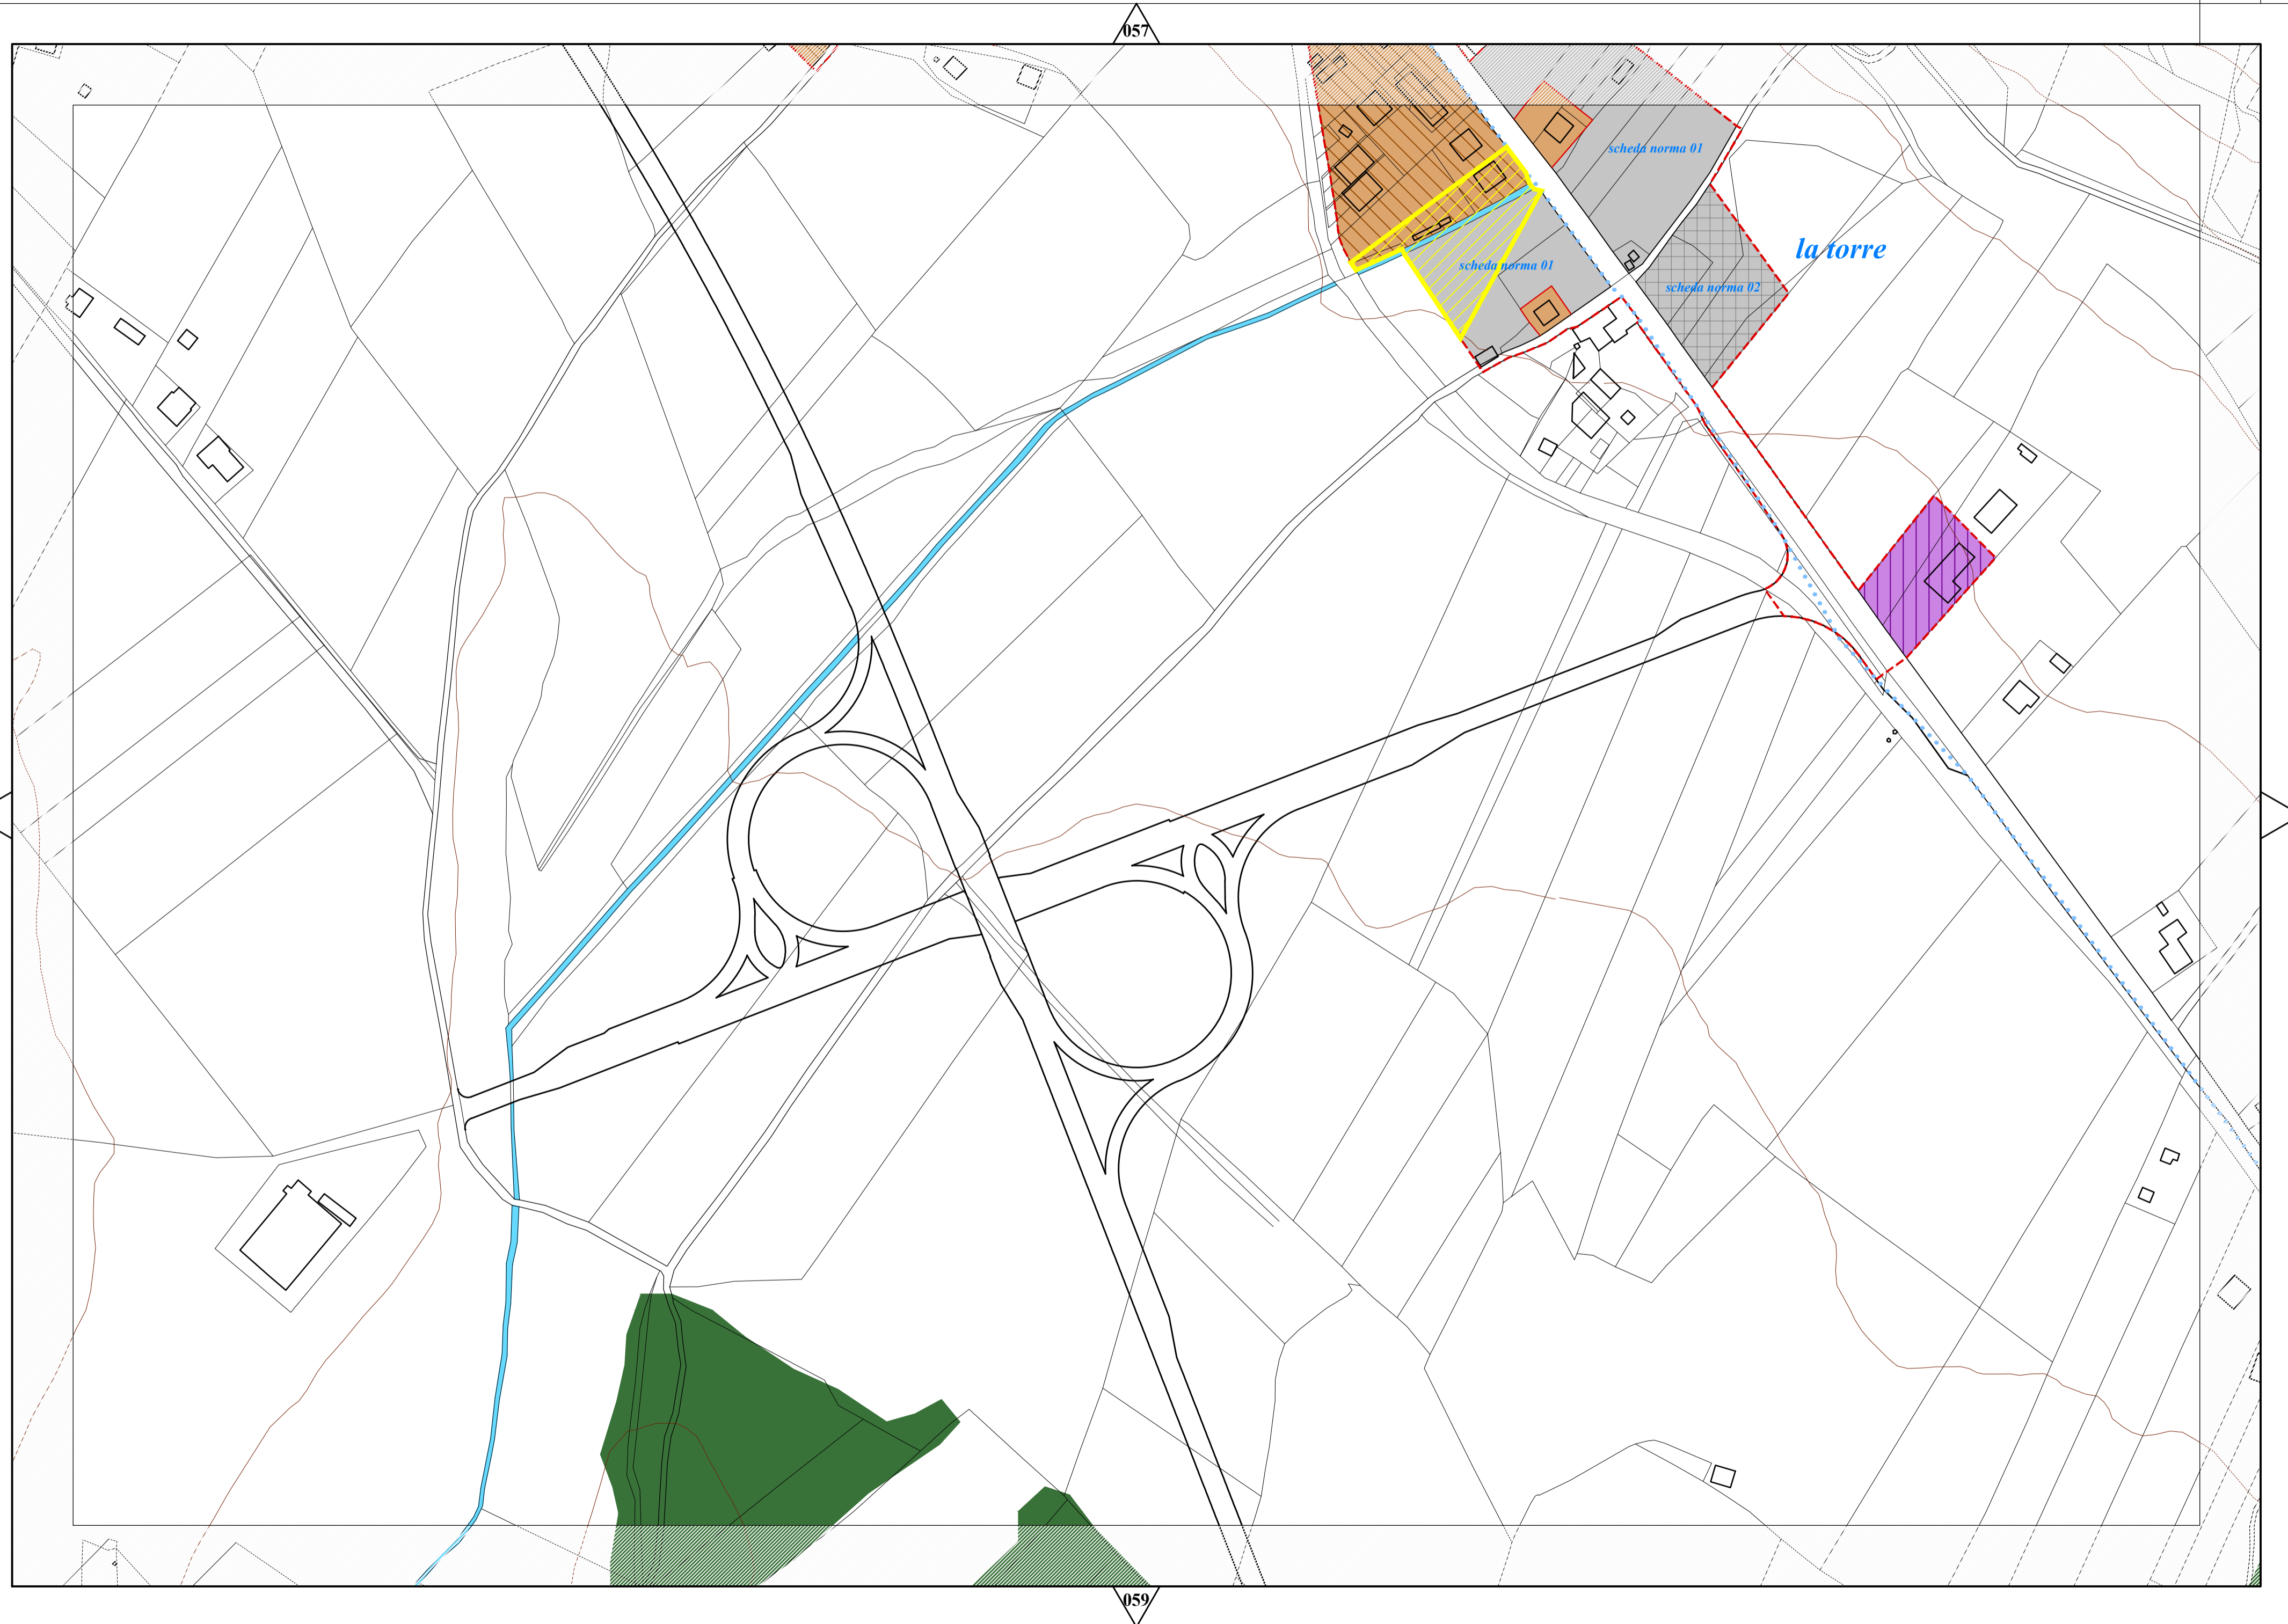 057
scheda norma 01
la torre
scheda norma 01
scheda norma 02
059